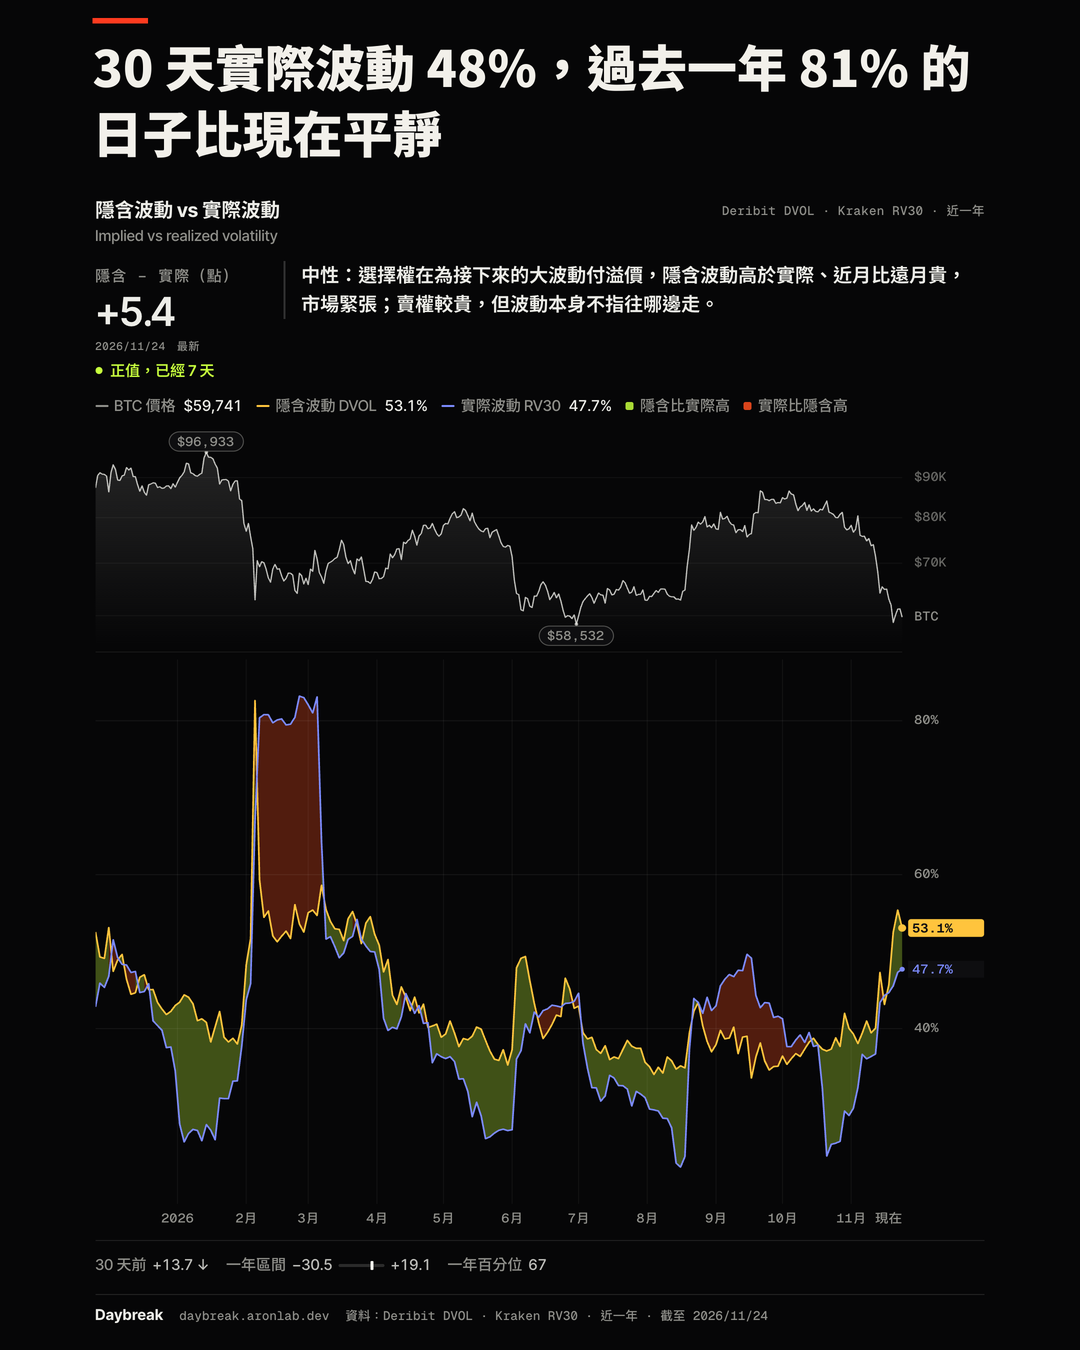 30 天實際波動 48%，過去一年 81% 的
日子比現在平靜
隱含波動 vs 實際波動
Deribit DVOL · Kraken RV30 · 近一年
Implied vs realized volatility
隱含 − 實際（點）
+5.4
2026/11/24 最新
正值，已經 7 天
中性：選擇權在為接下來的大波動付溢價，隱含波動高於實際、近月比遠月貴，
市場緊張；賣權較貴，但波動本身不指往哪邊走。
BTC 價格 $59,741 隱含波動 DVOL 53.1% 實際波動 RV30 47.7% 隱含比實際高 實際比隱含高
$96,933
$90K
$80K
$70K
BTC
$58,532
80%
60%
53.1%
47.7%
40%
2026 2月 3月 4月 5月 6月 7月 8月 9月 10月 11月 現在
30 天前 +13.7 ↓ 一年區間 −30.5 +19.1 一年百分位 67
Daybreak daybreak.aronlab.dev 資料：Deribit DVOL · Kraken RV30 · 近一年 · 截至 2026/11/24